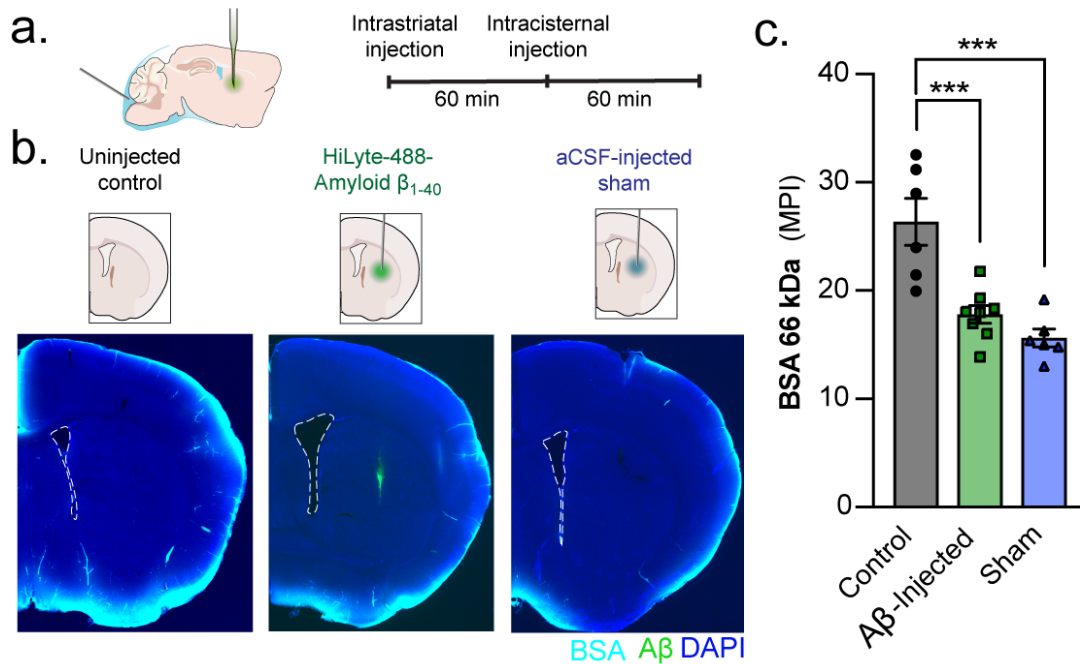 a.
Intrastriatal
injection
Intracisternal
injection
60 min
60 min
b.
Uninjected
control
HiLyte-488-
Amyloid β1-40
aCSF-injected
sham
BSA Aβ DAPI
c.
***
***
BSA 66 kDa (MPI)
40
30
20
10
0
Control
Aβ-Injected
Sham